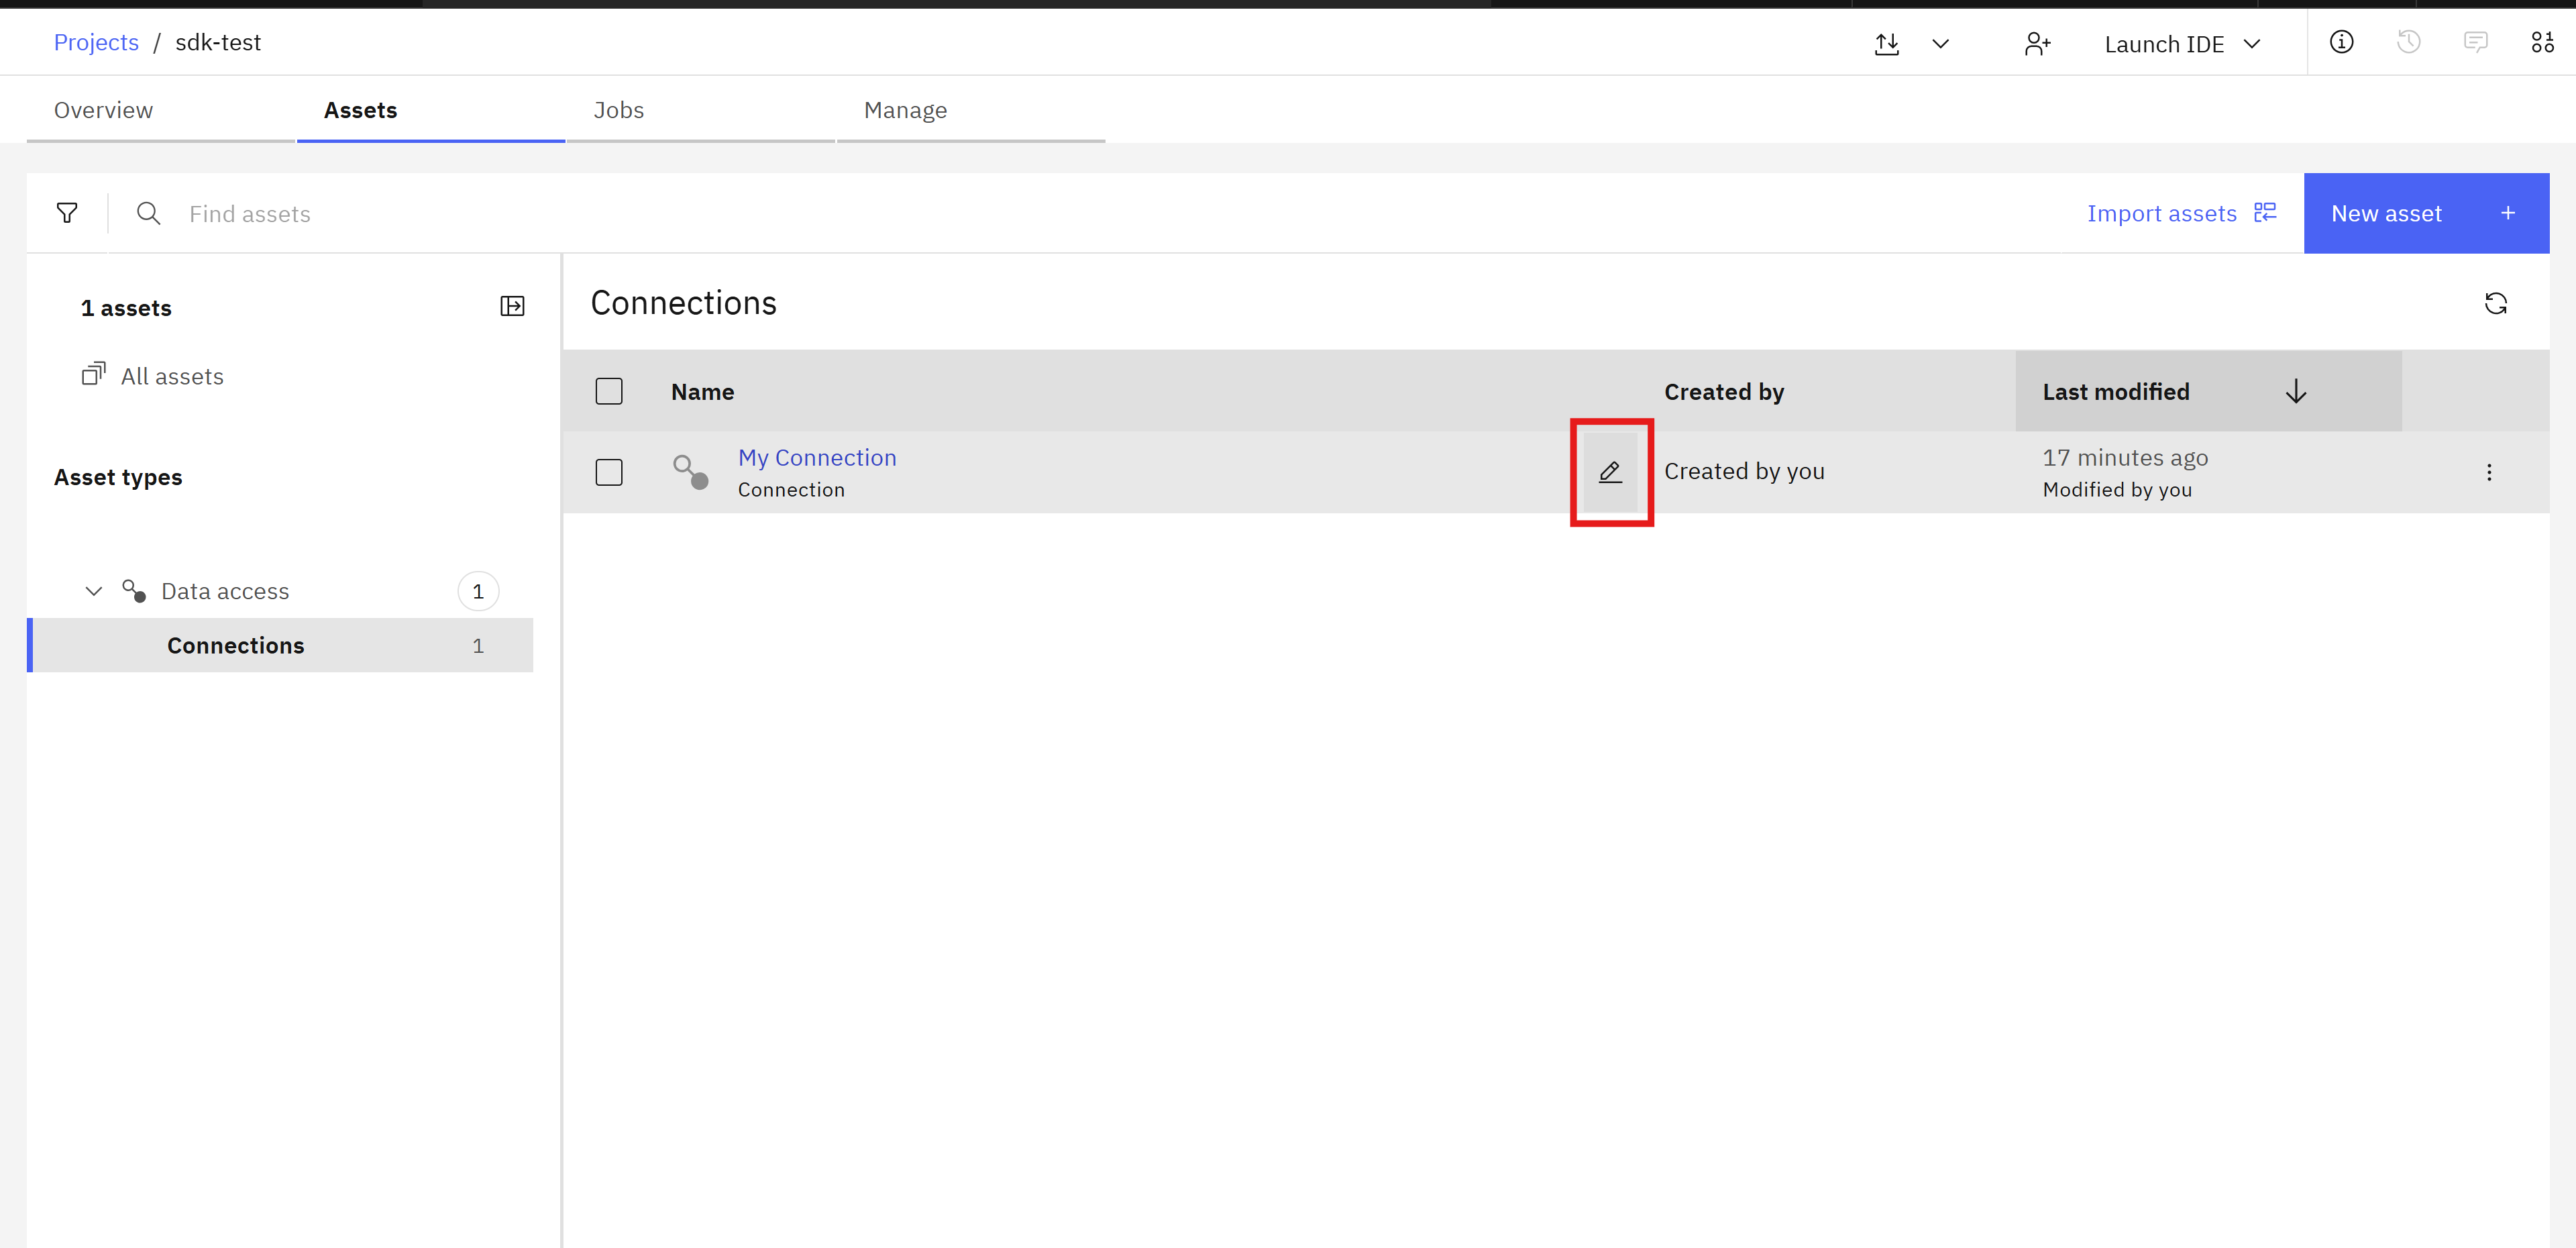 Projects / sdk-test
Launch IDE
Overview
Assets
Jobs
Manage
Find assets
Import assets
New asset +
1 assets
All assets
Asset types
Data access 1
Connections 1
Connections
Name
Created by
Last modified
My Connection
Connection
Created by you
17 minutes ago
Modified by you